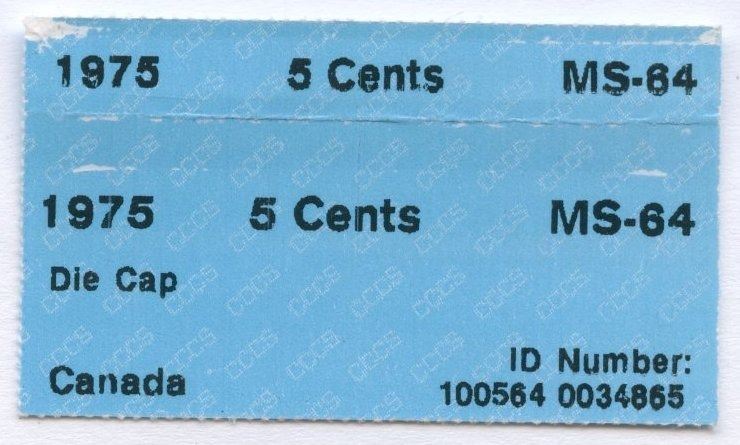 1975 5 Cents MS-64
1975 5 Cents MS-64
Die Cap
Canada
ID Number:
100564 0034865